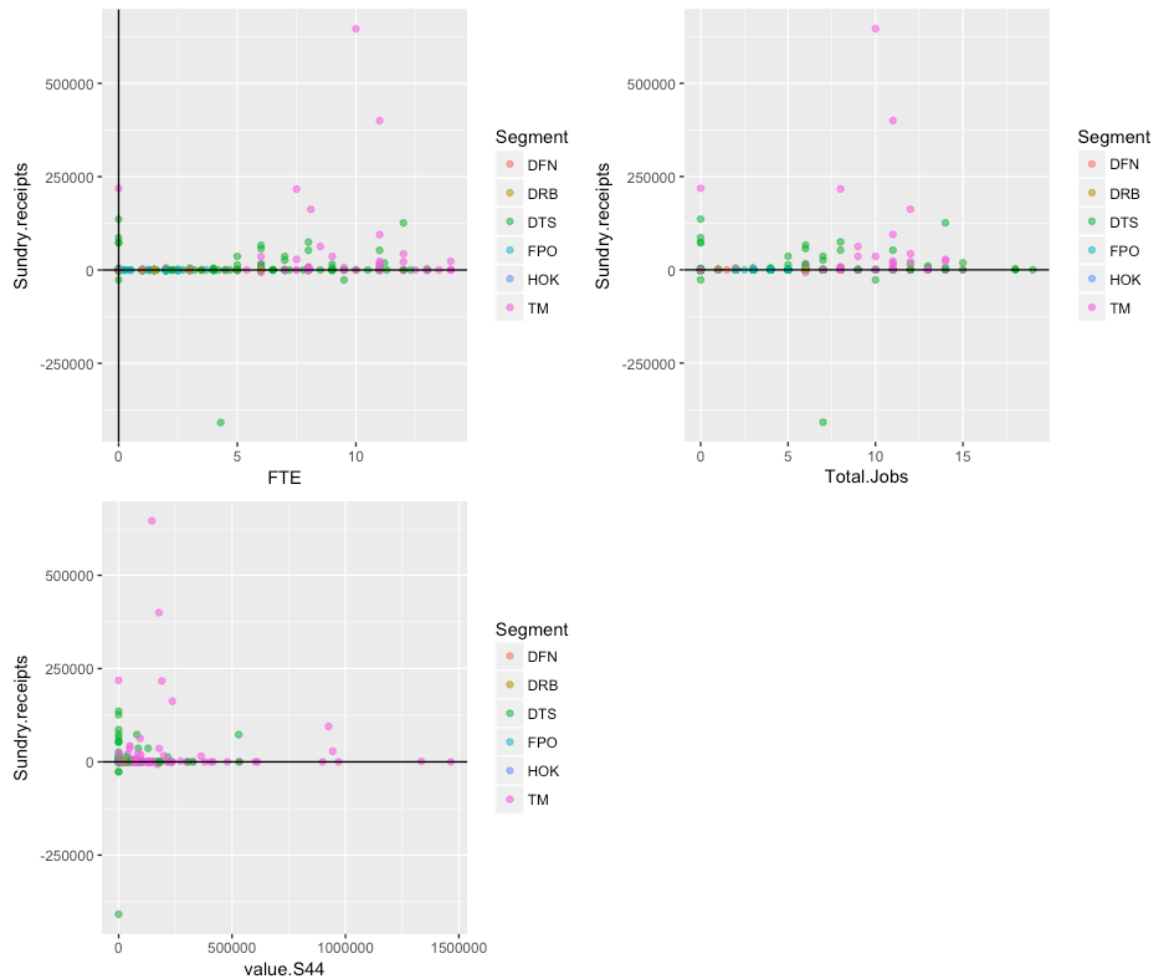 500000
250000
0
-250000
Sundry.receipts
0 5 10
FTE
Segment
DFN
DRB
DTS
FPO
HOK
TM
500000
250000
0
-250000
Sundry.receipts
0 5 10 15
Total.Jobs
Segment
DFN
DRB
DTS
FPO
HOK
TM
500000
250000
0
-250000
Sundry.receipts
0 500000 1000000 1500000
value.S44
Segment
DFN
DRB
DTS
FPO
HOK
TM